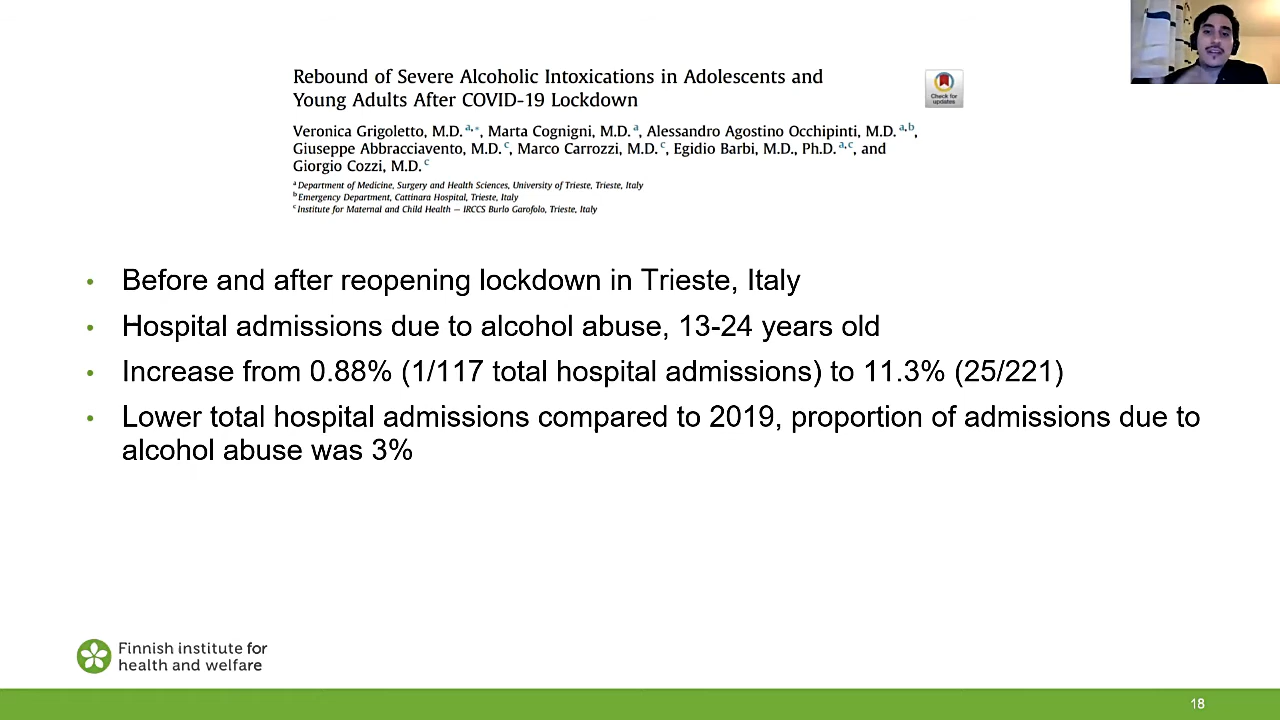 Rebound of Severe Alcoholic Intoxications in Adolescents and
Young Adults After COVID-19 Lockdown
Check for
updates
Veronica Grigoletto, M.D. a,*, Marta Cognigni, M.D. a, Alessandro Agostino Occhipinti, M.D. a,b,
Giuseppe Abbracciavento, M.D. c, Marco Carrozzi, M.D. c, Egidio Barbi, M.D., Ph.D. a,c, and
Giorgio Cozzi, M.D. c
a Department of Medicine, Surgery and Health Sciences, University of Trieste, Trieste, Italy
b Emergency Department, Cattinara Hospital, Trieste, Italy
c Institute for Maternal and Child Health — IRCCS Burlo Garofolo, Trieste, Italy
• Before and after reopening lockdown in Trieste, Italy
• Hospital admissions due to alcohol abuse, 13-24 years old
• Increase from 0.88% (1/117 total hospital admissions) to 11.3% (25/221)
• Lower total hospital admissions compared to 2019, proportion of admissions due to
alcohol abuse was 3%
Finnish institute for
health and welfare
18